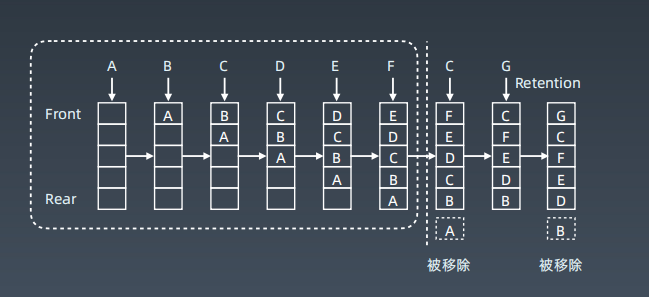 A B C D E F C G
Retention
Front A B C D E F C G
A B C D E F C
A B C D E F
Rear A B C D E
A B B D
A B
被移除 被移除